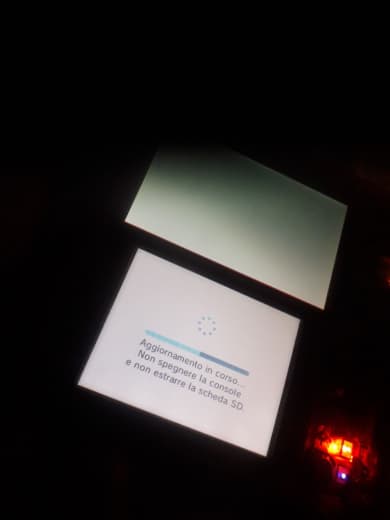 Aggiornamento in corso...
Non spegnere la console
e non estrarre la scheda SD.